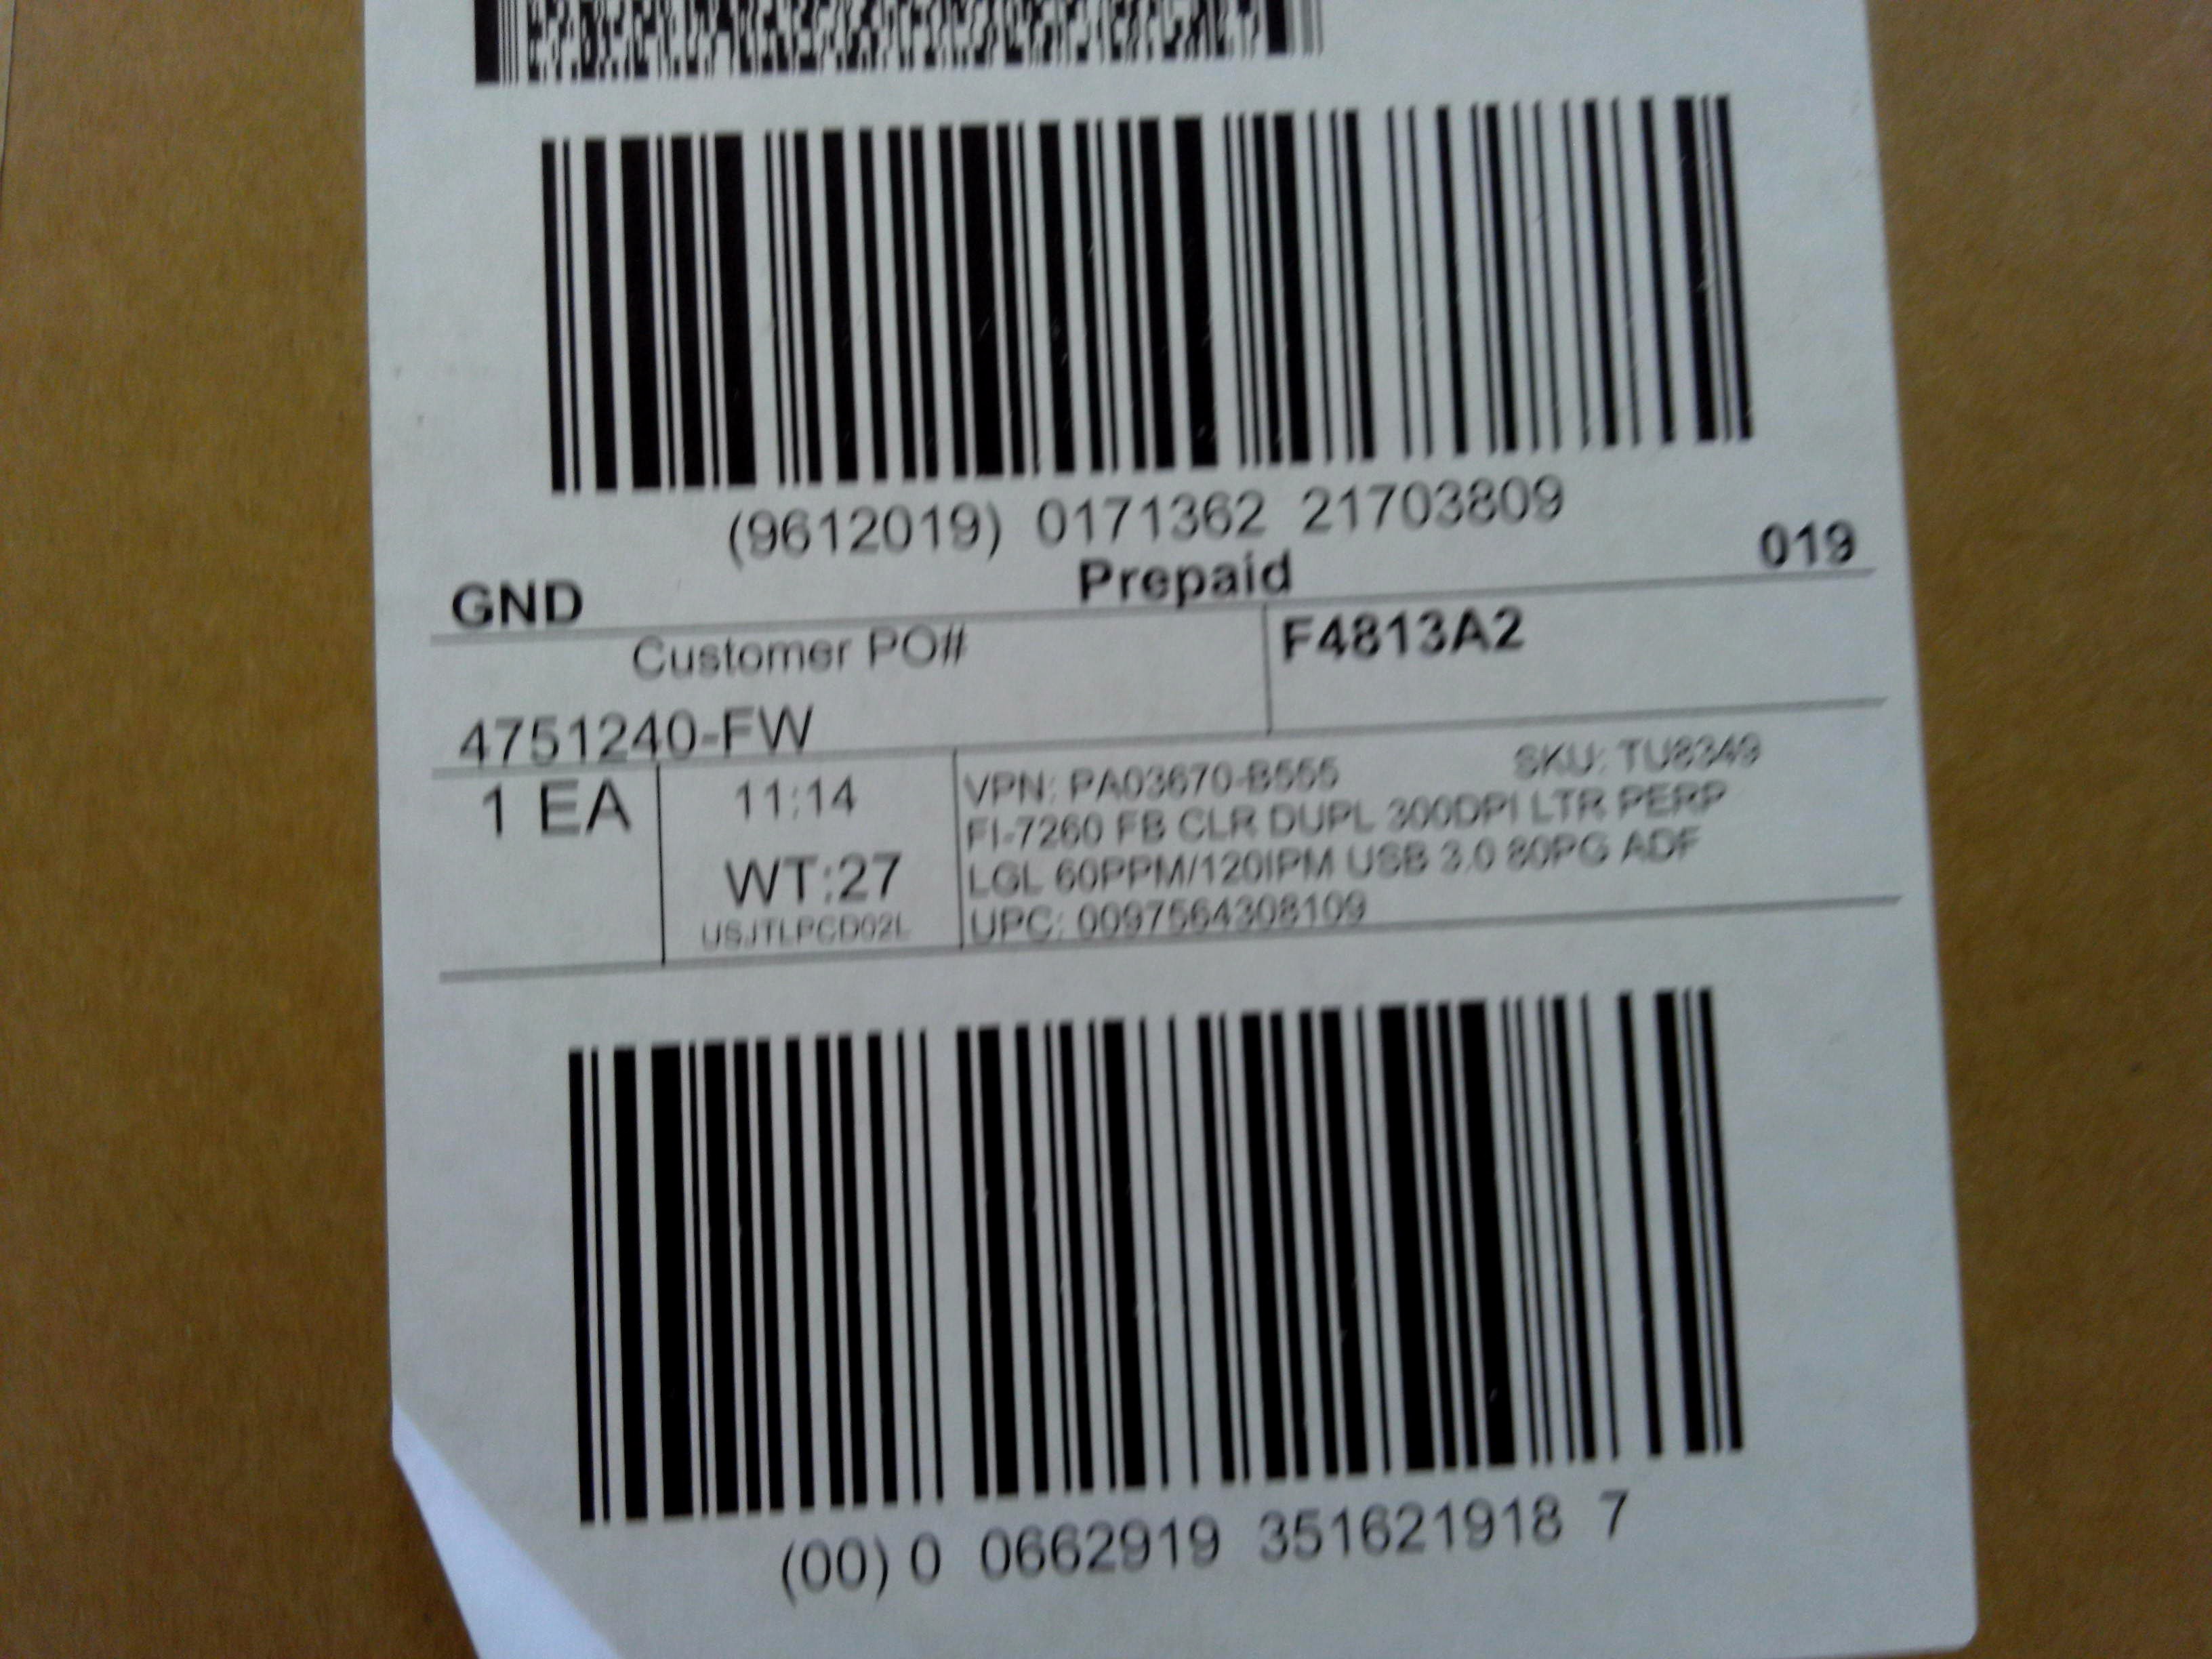 (9612019) 0171362 21703809
GND Prepaid 019
Customer PO#
4751240-FW
F4813A2
1 EA
11:14
WT:27
USJTLPCD02L
VPN: PA03670-B555 SKU: TU8349
FI-7260 FB CLR DUPL 300DPI LTR PERP
LGL 60PPM/120IPM USB 3.0 80PG ADF
UPC: 0097564308109
(00) 0 0662919 351621918 7